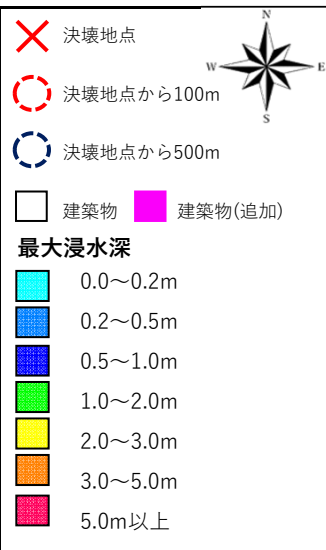 N
W
E
S
決壊地点
決壊地点から100m
決壊地点から500m
建築物 建築物(追加)
最大浸水深
0.0～0.2m
0.2～0.5m
0.5～1.0m
1.0～2.0m
2.0～3.0m
3.0～5.0m
5.0m以上